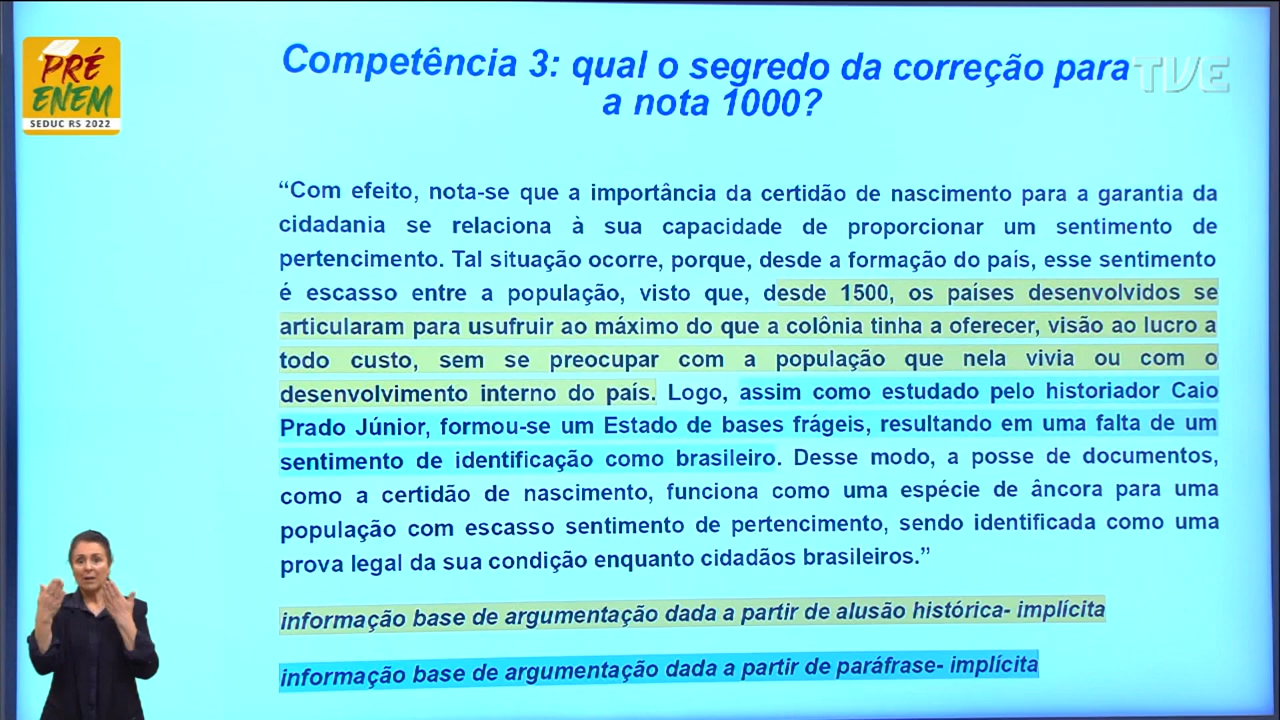 PRÉ
ENEM
SEDUC RS 2022
TVE
Competência 3: qual o segredo da correção para
a nota 1000?
“Com efeito, nota-se que a importância da certidão de nascimento para a garantia da
cidadania se relaciona à sua capacidade de proporcionar um sentimento de
pertencimento. Tal situação ocorre, porque, desde a formação do país, esse sentimento
é escasso entre a população, visto que, desde 1500, os países desenvolvidos se
articularam para usufruir ao máximo do que a colônia tinha a oferecer, visão ao lucro a
todo custo, sem se preocupar com a população que nela vivia ou com o
desenvolvimento interno do país. Logo, assim como estudado pelo historiador Caio
Prado Júnior, formou-se um Estado de bases frágeis, resultando em uma falta de um
sentimento de identificação como brasileiro. Desse modo, a posse de documentos,
como a certidão de nascimento, funciona como uma espécie de âncora para uma
população com escasso sentimento de pertencimento, sendo identificada como uma
prova legal da sua condição enquanto cidadãos brasileiros.”
informação base de argumentação dada a partir de alusão histórica- implícita
informação base de argumentação dada a partir de paráfrase- implícita